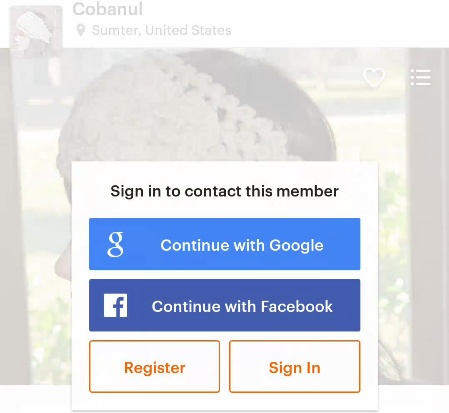 Cobanul
Sumter, United States
Sign in to contact this member
Continue with Google
Continue with Facebook
Register
Sign In